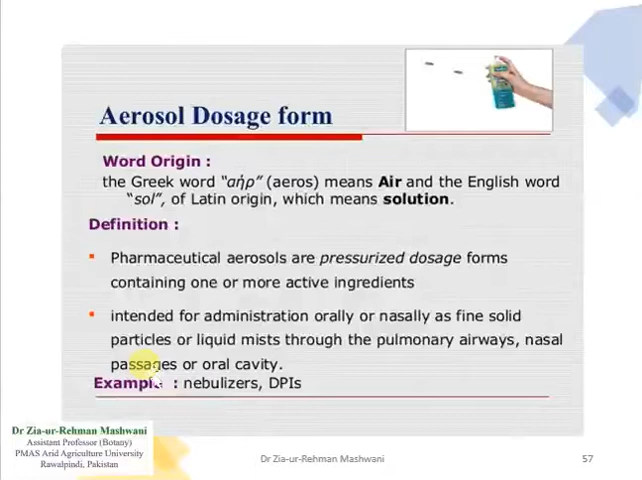 Aerosol Dosage form
Word Origin :
the Greek word “αήρ” (aeros) means Air and the English word
“sol”, of Latin origin, which means solution.
Definition :
Pharmaceutical aerosols are pressurized dosage forms
containing one or more active ingredients
intended for administration orally or nasally as fine solid
particles or liquid mists through the pulmonary airways, nasal
passages or oral cavity.
Example : nebulizers, DPIs
Dr Zia-ur-Rehman Mashwani
Assistant Professor (Botany)
PMAS Arid Agriculture University
Rawalpindi, Pakistan
Dr Zia-ur-Rehman Mashwani
57